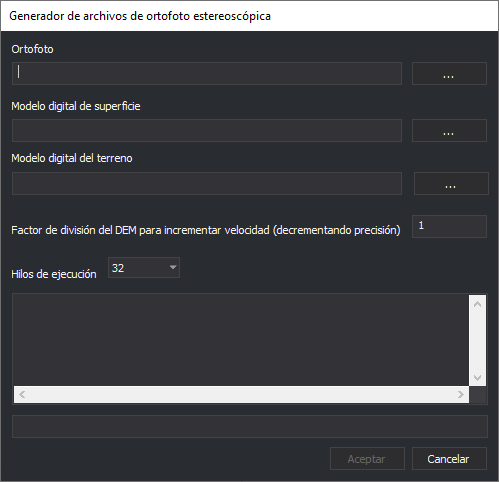 Generador de archivos de ortofoto estereoscópica
Ortofoto
...
Modelo digital de superficie
...
Modelo digital del terreno
...
Factor de división del DEM para incrementar velocidad (decrementando precisión) 1
Hilos de ejecución 32
Aceptar Cancelar